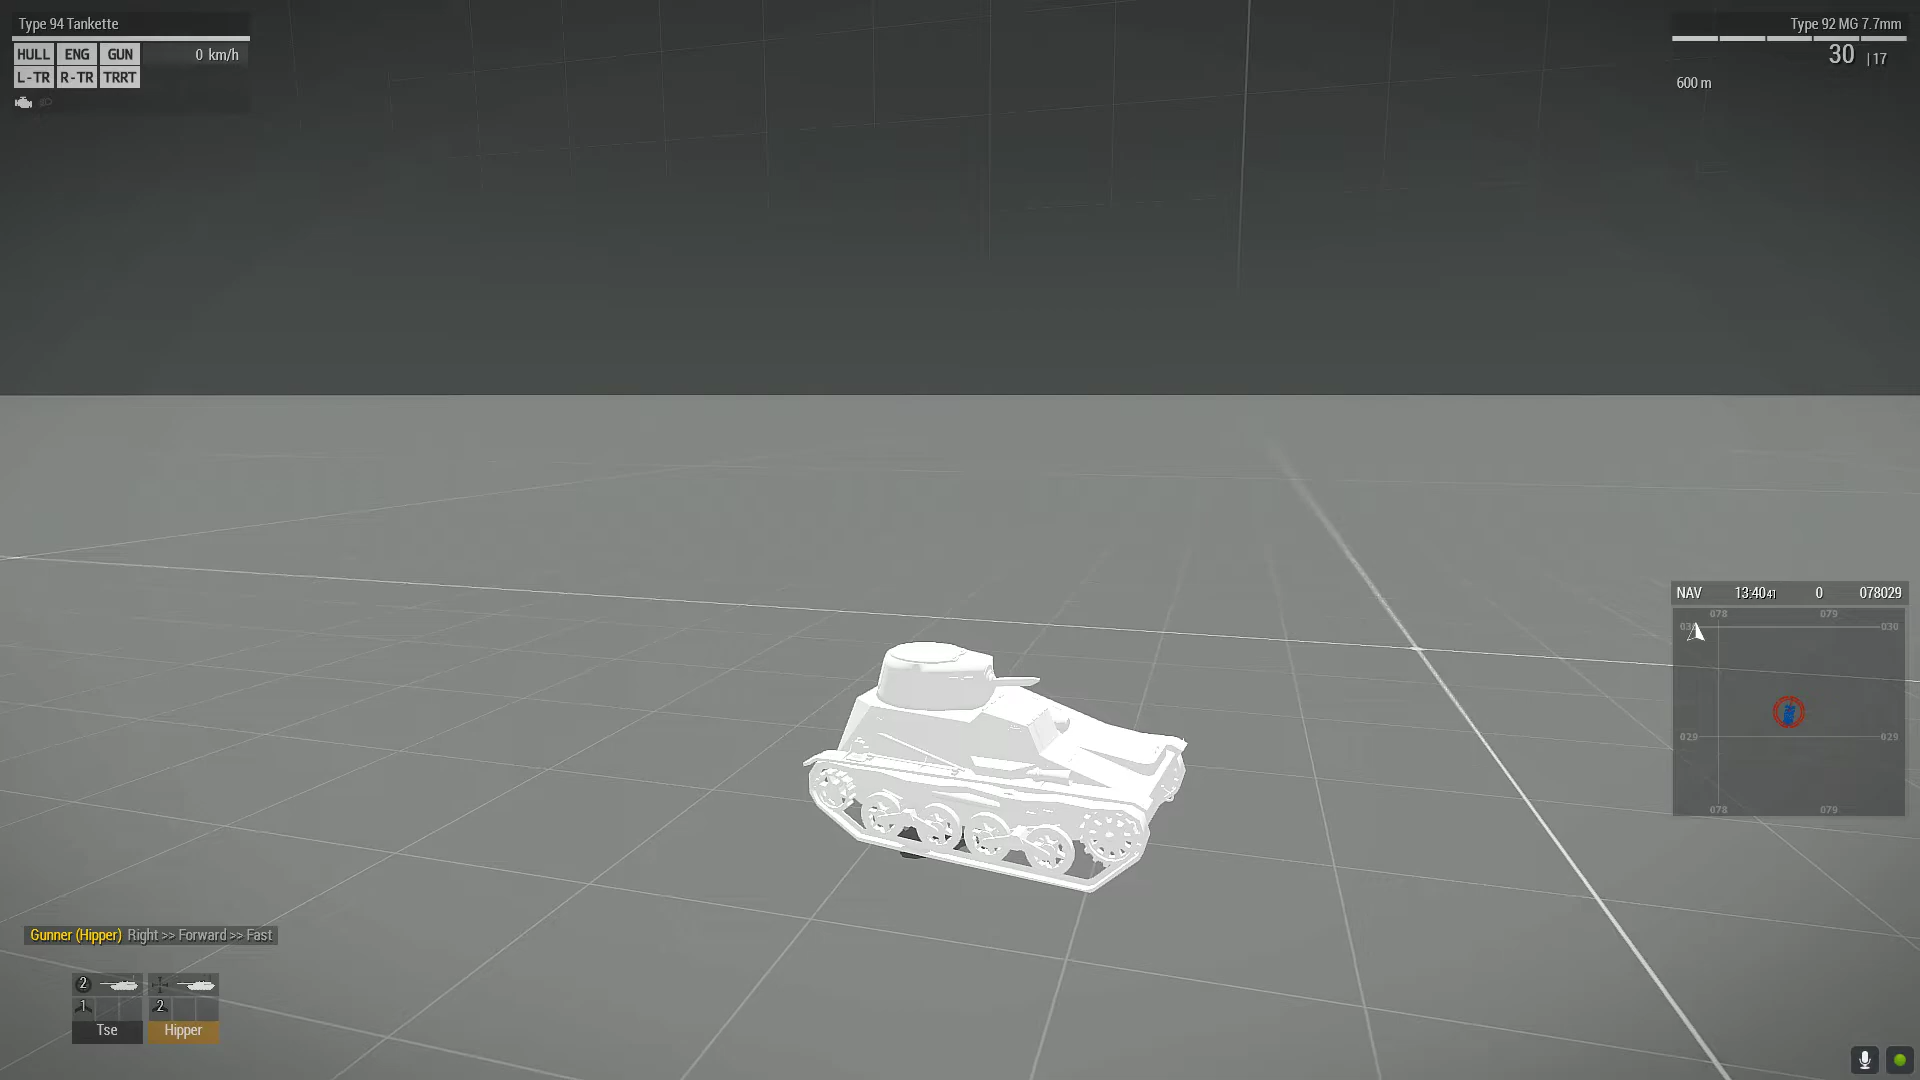 Type 94 Tankette
HULL ENG GUN 0 km/h
L-TR R-TR TRRT
Type 92 MG 7.7mm
30 | 17
600 m
NAV 13:40 41 0 078029
078 079
030 030
029 029
078 079
Gunner (Hipper) Right >> Forward >> Fast
2
1 2
Tse Hipper